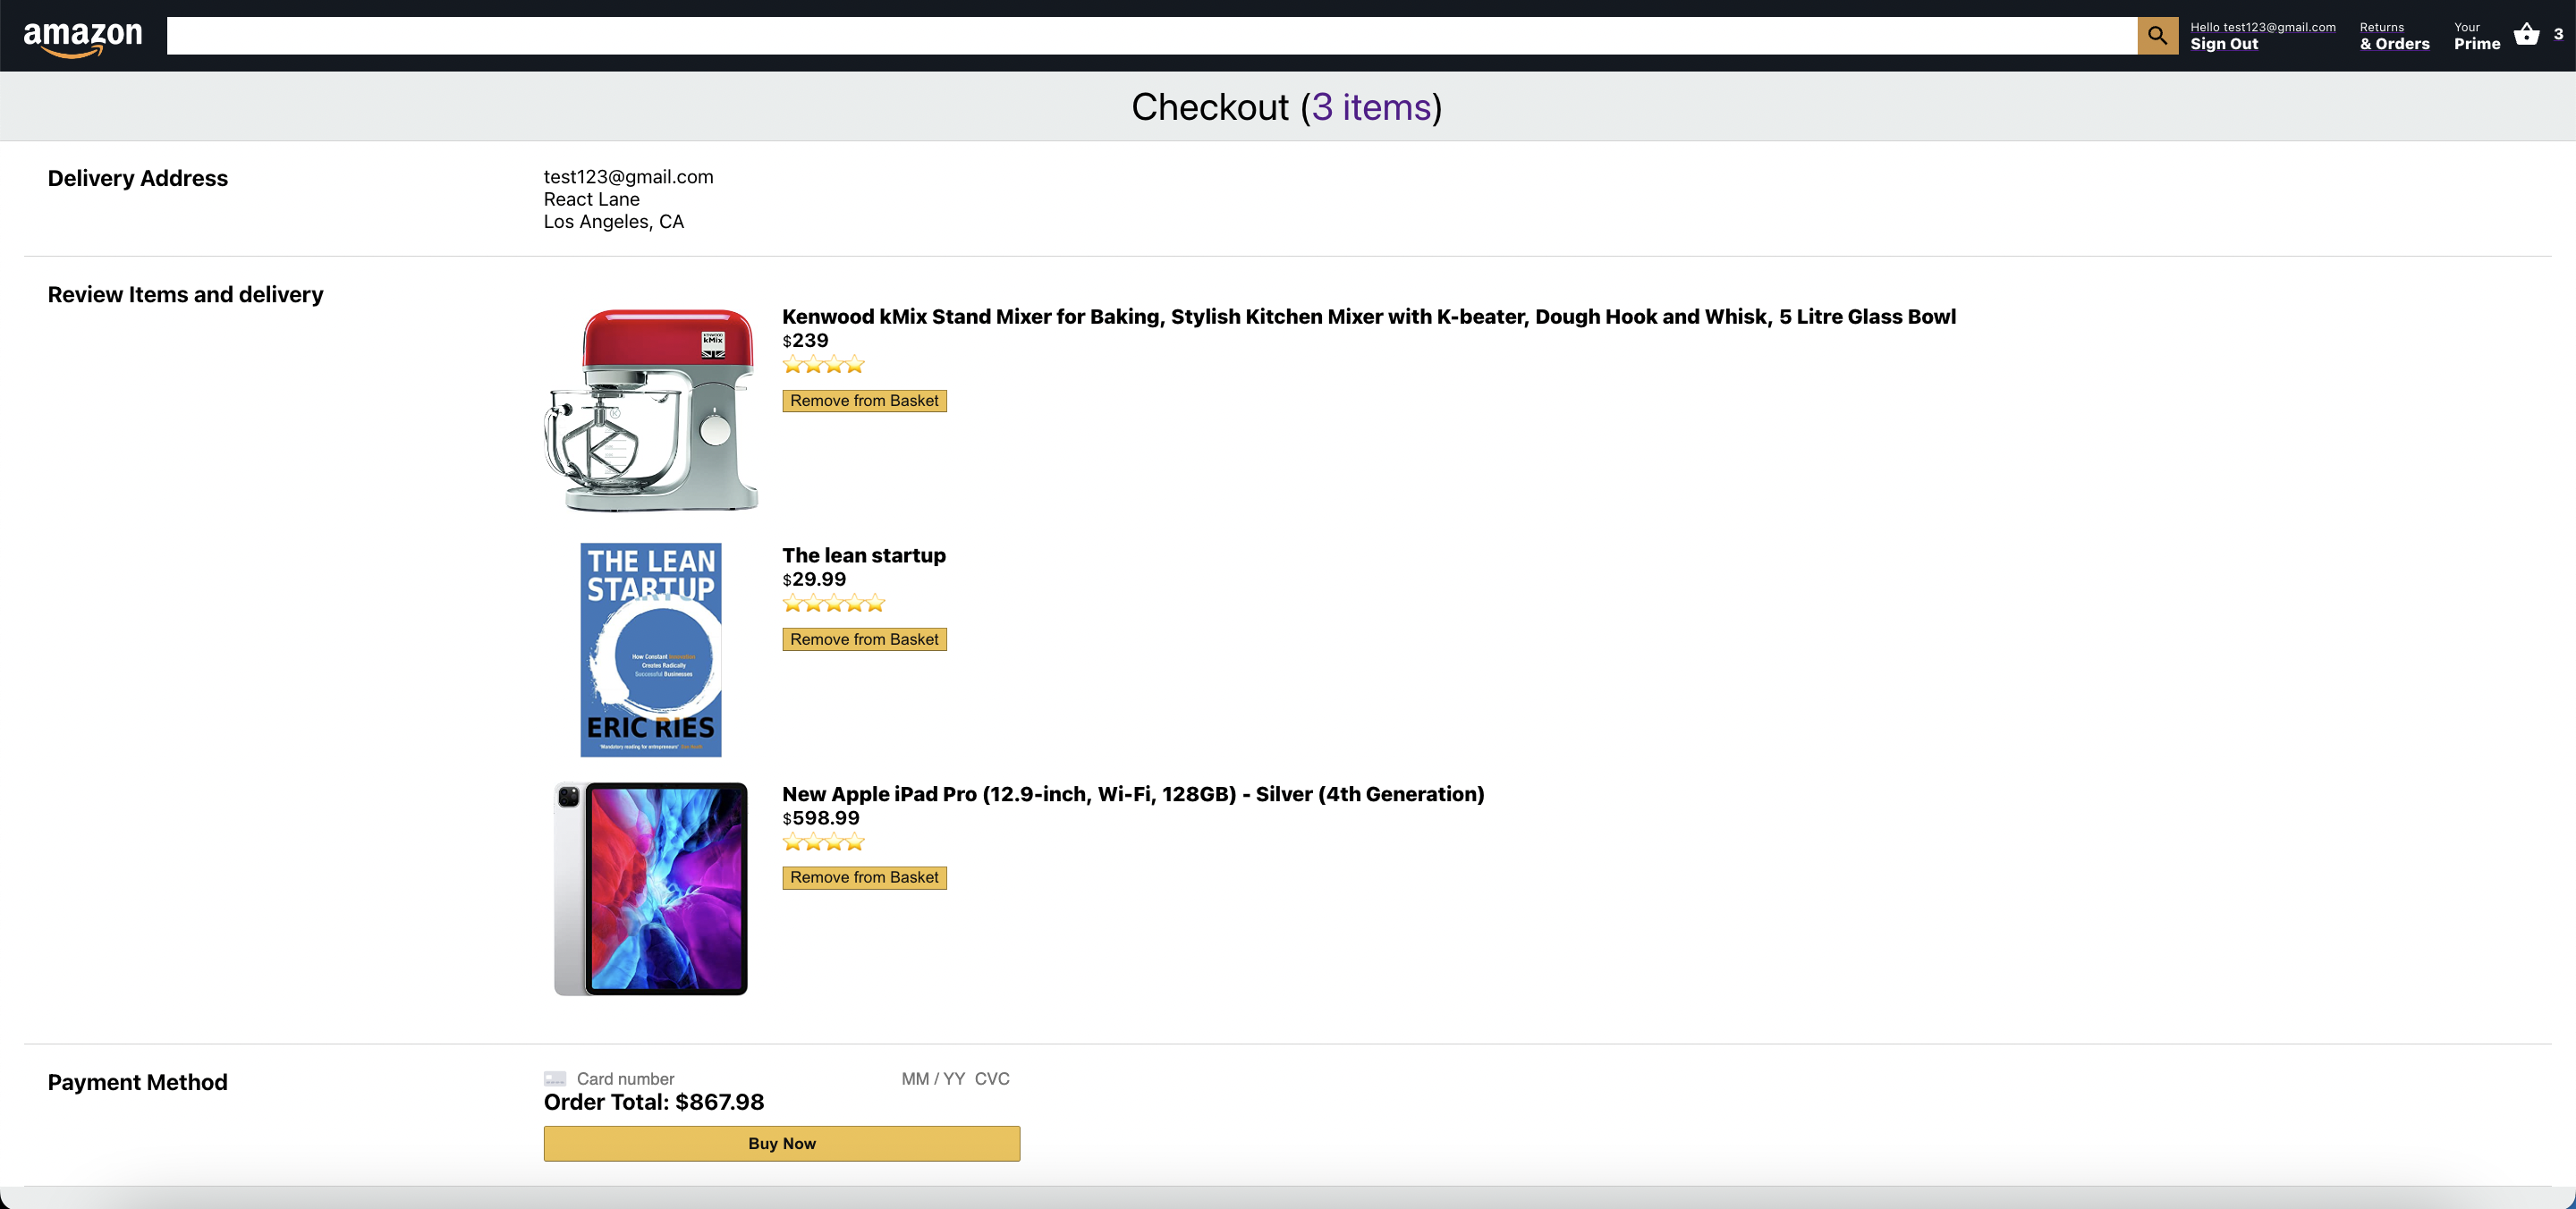 amazon
Hello test123@gmail.com
Sign Out
Returns
& Orders
Your
Prime
3
Checkout (3 items)
Delivery Address
test123@gmail.com
React Lane
Los Angeles, CA
Review Items and delivery
kMix
Kenwood kMix Stand Mixer for Baking, Stylish Kitchen Mixer with K-beater, Dough Hook and Whisk, 5 Litre Glass Bowl
$239
Remove from Basket
THE LEAN
STARTUP
How Constant Innovation
Creates Radically
Successful Businesses
ERIC RIES
'Mandatory reading for entrepreneurs'
The lean startup
$29.99
Remove from Basket
New Apple iPad Pro (12.9-inch, Wi-Fi, 128GB) - Silver (4th Generation)
$598.99
Remove from Basket
Payment Method
Card number
MM / YY CVC
Order Total: $867.98
Buy Now